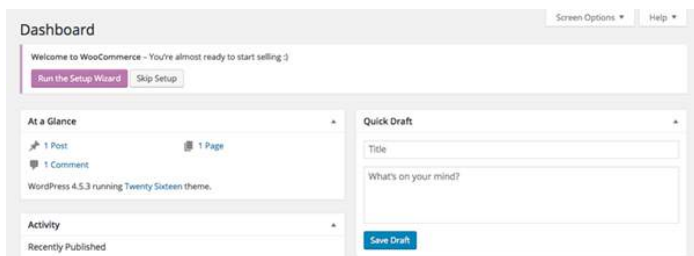 Screen Options ▼ Help ▼
Dashboard
Welcome to WooCommerce – You're almost ready to start selling :)
Run the Setup Wizard Skip Setup
At a Glance
1 Post 1 Page
1 Comment
WordPress 4.5.3 running Twenty Sixteen theme.
Activity
Recently Published
Quick Draft
Title
What's on your mind?
Save Draft